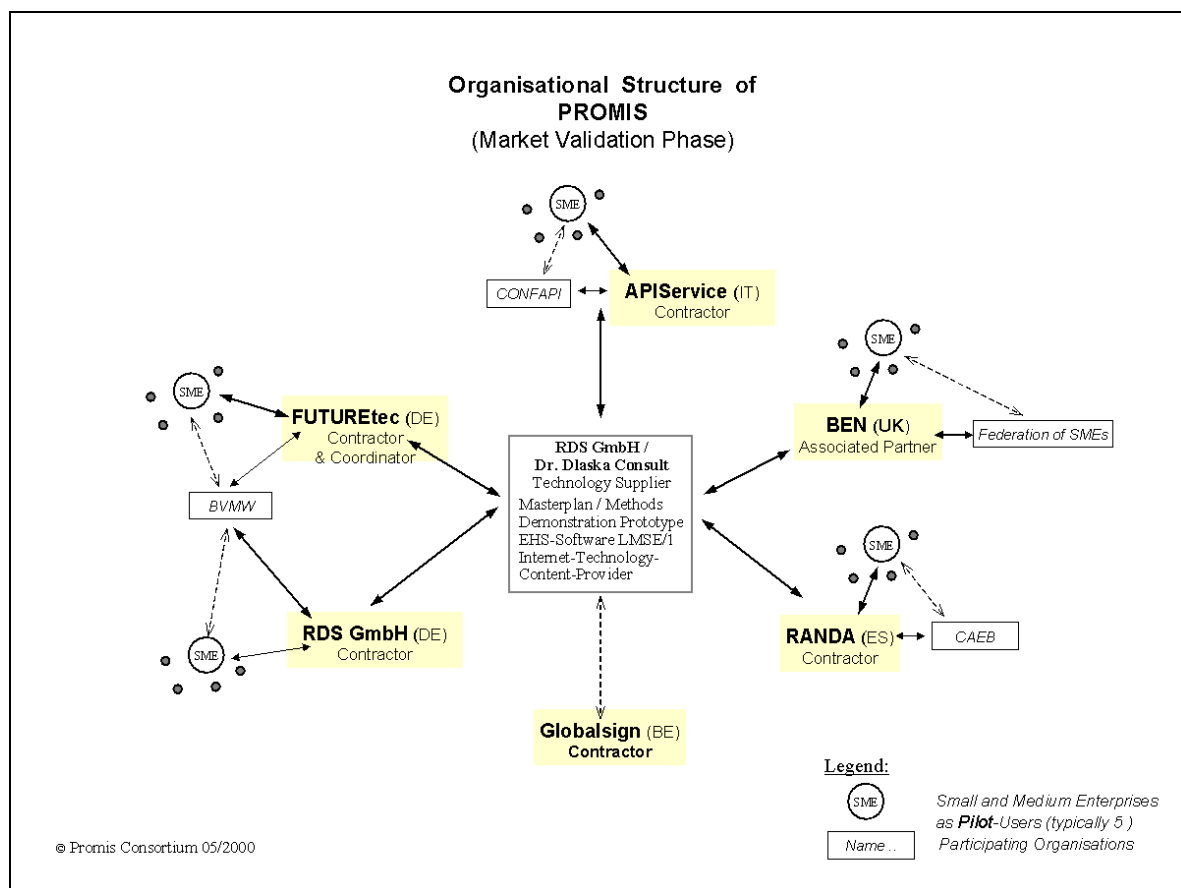 Organisational Structure of
PROMIS
(Market Validation Phase)
SME
CONFAPI
APIService (IT)
Contractor
SME
BEN (UK)
Associated Partner
Federation of SMEs
SME
FUTUREtec (DE)
Contractor
& Coordinator
BVMW
RDS GmbH /
Dr. Dlaska Consult
Technology Supplier
Masterplan / Methods
Demonstration Prototype
EHS-Software LMSE/1
Internet-Technology-
Content-Provider
SME
RANDA (ES)
Contractor
CAEB
SME
RDS GmbH (DE)
Contractor
Globalsign (BE)
Contractor
Legend:
SME
Small and Medium Enterprises
as Pilot-Users (typically 5 )
Name ..
Participating Organisations
© Promis Consortium 05/2000